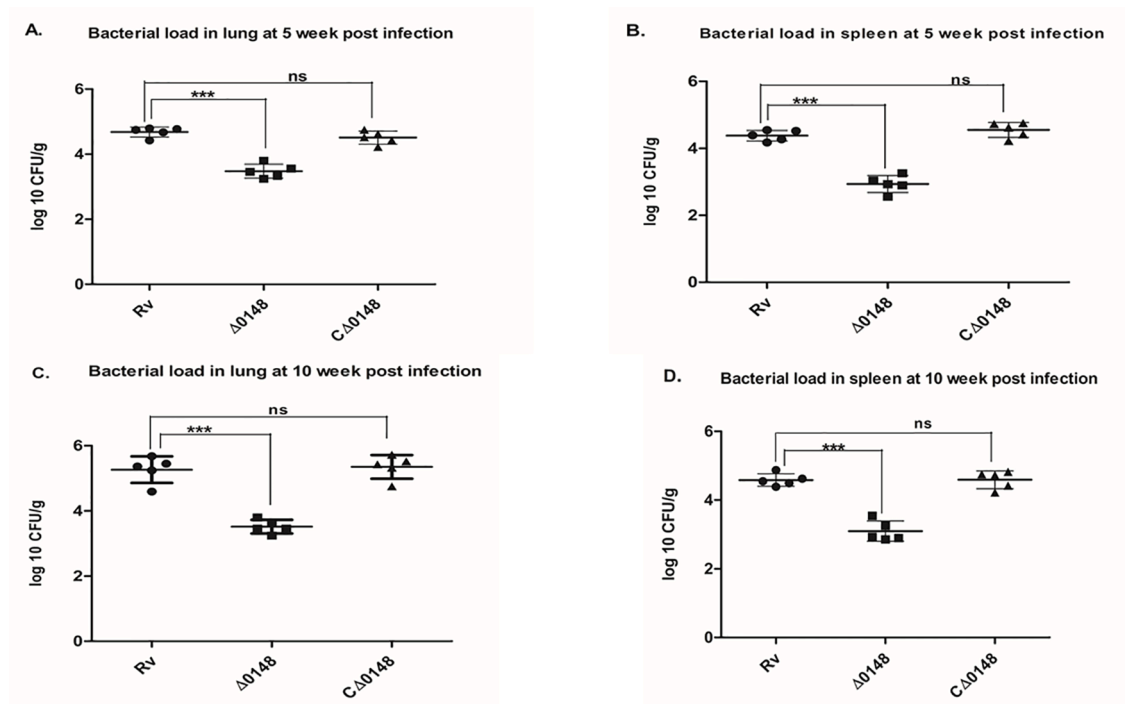 A.
Bacterial load in lung at 5 week post infection
ns
***
6
4
2
0
log 10 CFU/g
Rv
Δ0148
CΔ0148
B.
Bacterial load in spleen at 5 week post infection
ns
***
6
4
2
0
log 10 CFU/g
Rv
Δ0148
CΔ0148
C.
Bacterial load in lung at 10 week post infection
ns
***
6
4
2
0
log 10 CFU/g
Rv
Δ0148
CΔ0148
D.
Bacterial load in spleen at 10 week post infection
ns
***
6
4
2
0
log 10 CFU/g
Rv
Δ0148
CΔ0148